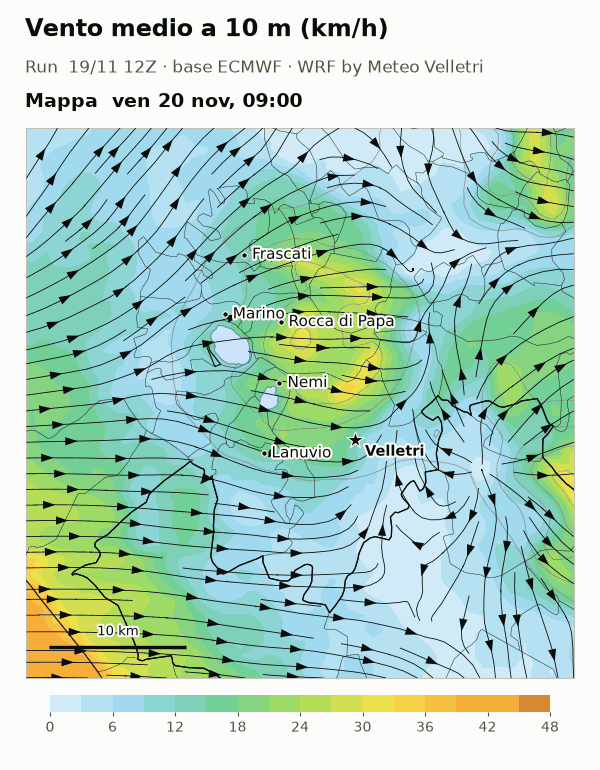 Vento medio a 10 m (km/h)
Run  19/11 12Z · base ECMWF · WRF by Meteo Velletri
Mappa  ven 20 nov, 09:00
Frascati
Marino
Rocca di Papa
Nemi
Velletri
Lanuvio
10 km
0 6 12 18 24 30 36 42 48